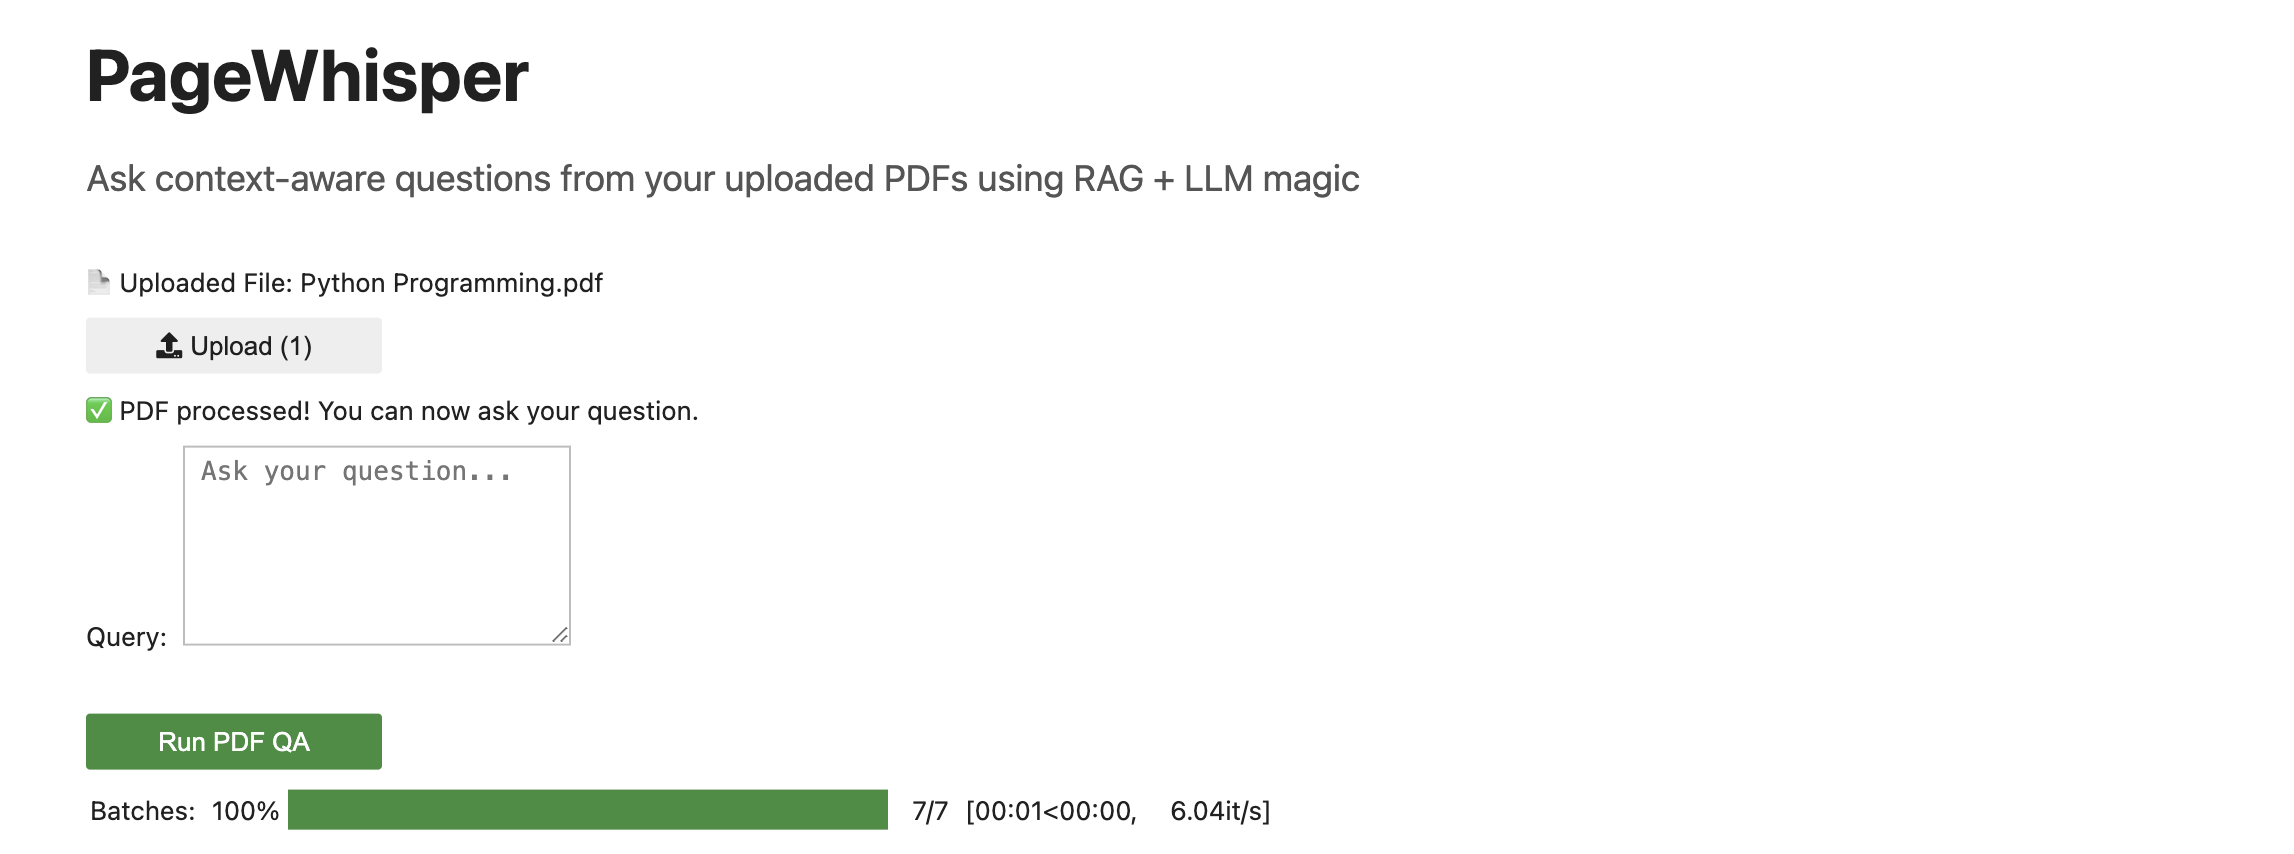 PageWhisper
Ask context-aware questions from your uploaded PDFs using RAG + LLM magic
📄 Uploaded File: Python Programming.pdf
Upload (1)
✅ PDF processed! You can now ask your question.
Ask your question...
Query:
Run PDF QA
Batches: 100% 7/7 [00:01<00:00, 6.04it/s]